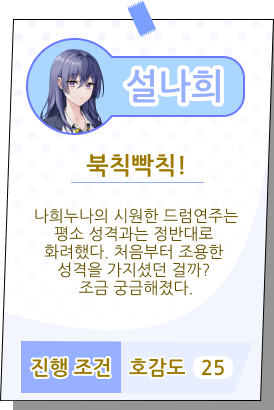 설나희
북칙빡칙!
나희누나의 시원한 드럼연주는
평소 성격과는 정반대로
화려했다. 처음부터 조용한
성격을 가지셨던 걸까?
조금 궁금해졌다.
진행 조건 호감도 25